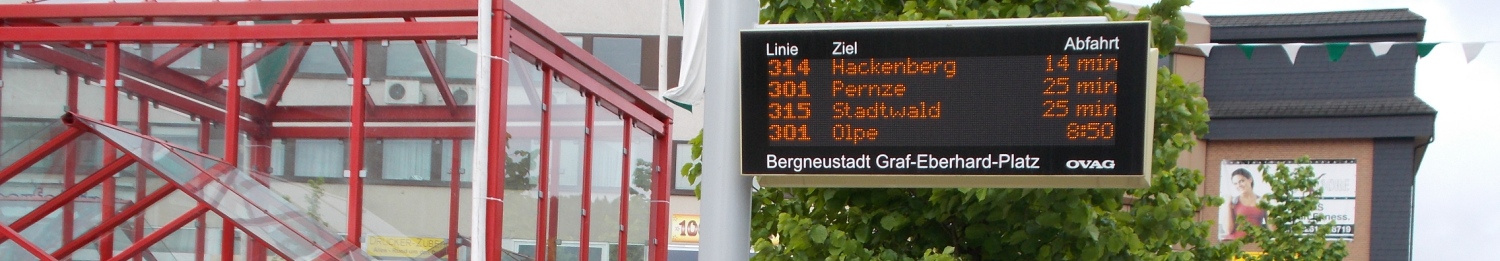 Linie Ziel Abfahrt
314 Hackenberg 14 min
301 Pernze 25 min
315 Stadtwald 25 min
301 Olpe 8:50
Bergneustadt Graf-Eberhard-Platz OVAG
10